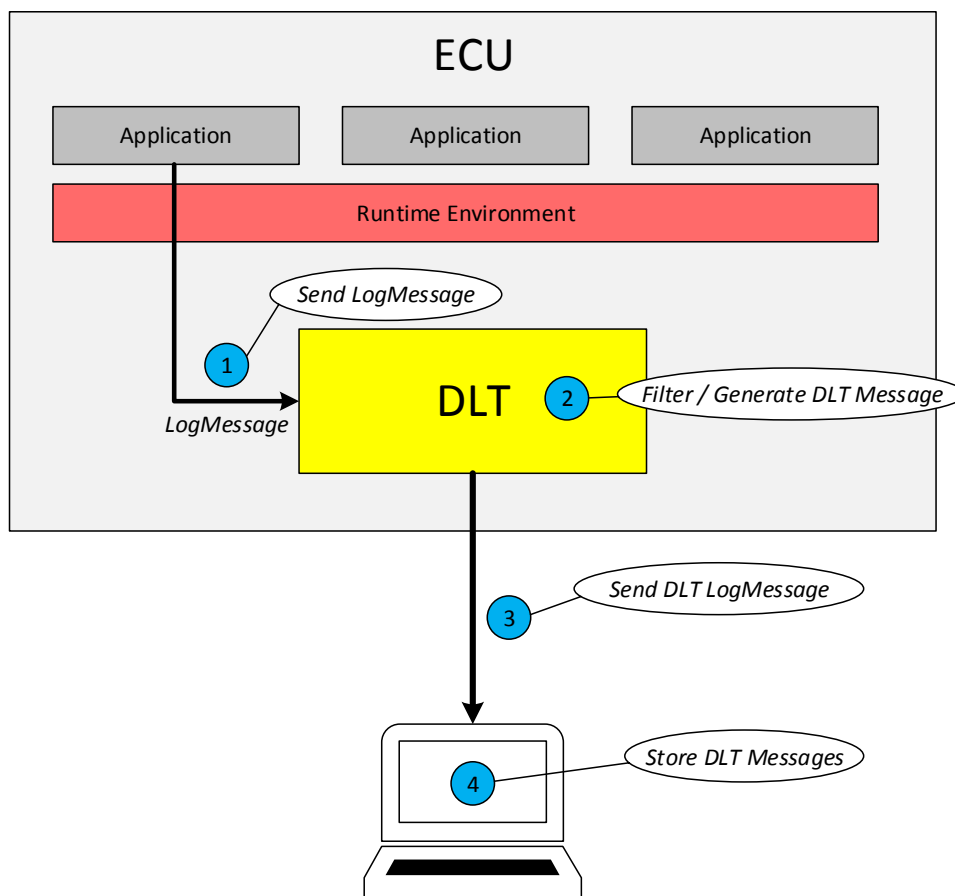 ECU
Application
Application
Application
Runtime Environment
Send LogMessage
1
LogMessage
DLT
2
Filter / Generate DLT Message
Send DLT LogMessage
3
Store DLT Messages
4